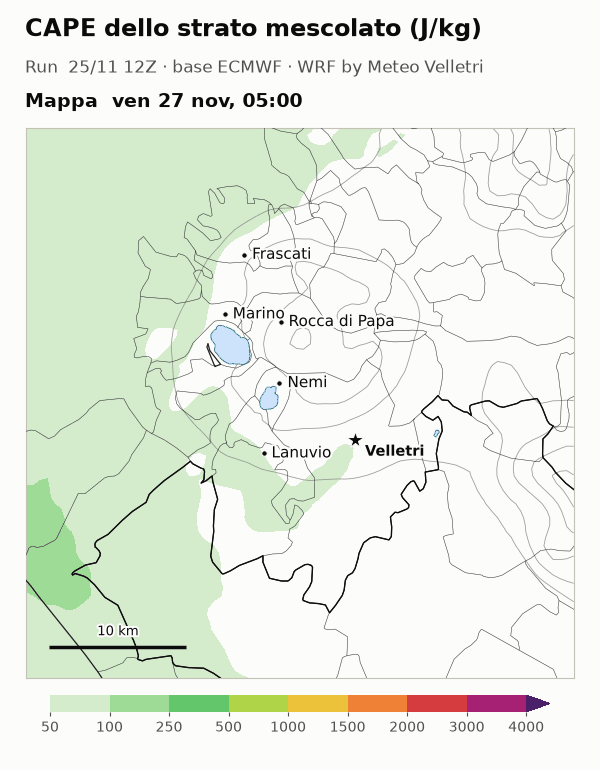 CAPE dello strato mescolato (J/kg)
Run  25/11 12Z · base ECMWF · WRF by Meteo Velletri
Mappa  ven 27 nov, 05:00
Frascati
Marino
Rocca di Papa
Nemi
Velletri
Lanuvio
10 km
50 100 250 500 1000 1500 2000 3000 4000